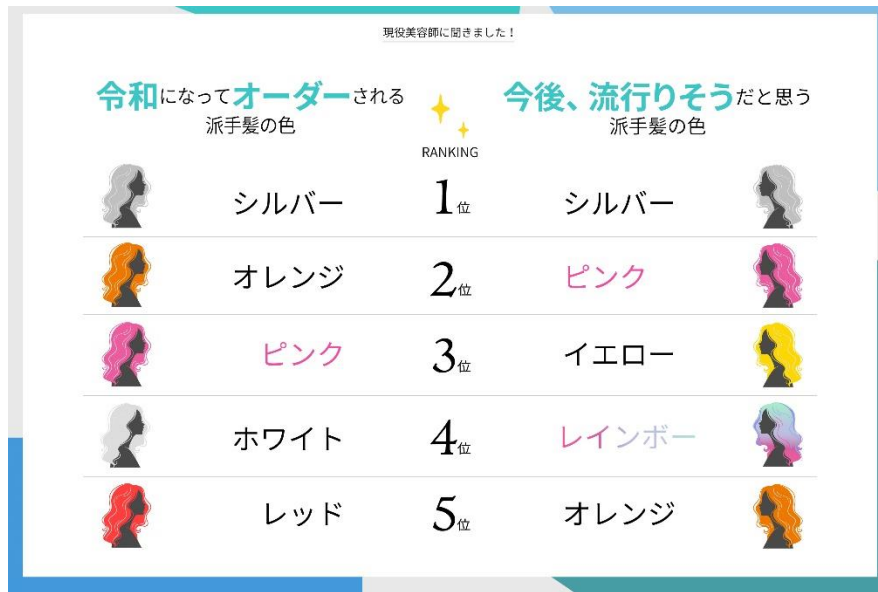 現役美容師に聞きました！
令和になってオーダーされる
派手髪の色
今後、流行りそうだと思う
派手髪の色
RANKING
シルバー 1位 シルバー
オレンジ 2位 ピンク
ピンク 3位 イエロー
ホワイト 4位 レインボー
レッド 5位 オレンジ